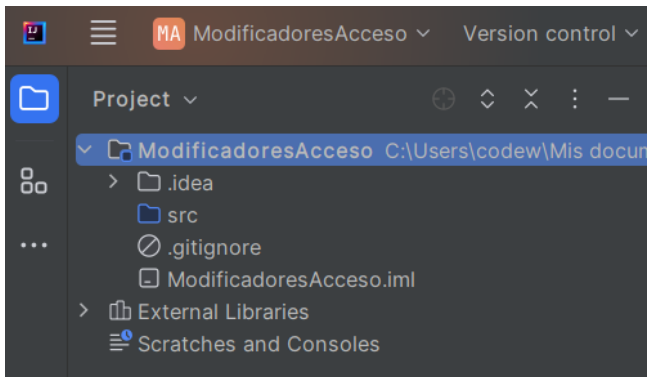 IJ
MA ModificadoresAcceso Version control
Project
ModificadoresAcceso C:\Users\codew\Mis docum
.idea
src
.gitignore
ModificadoresAcceso.iml
External Libraries
Scratches and Consoles